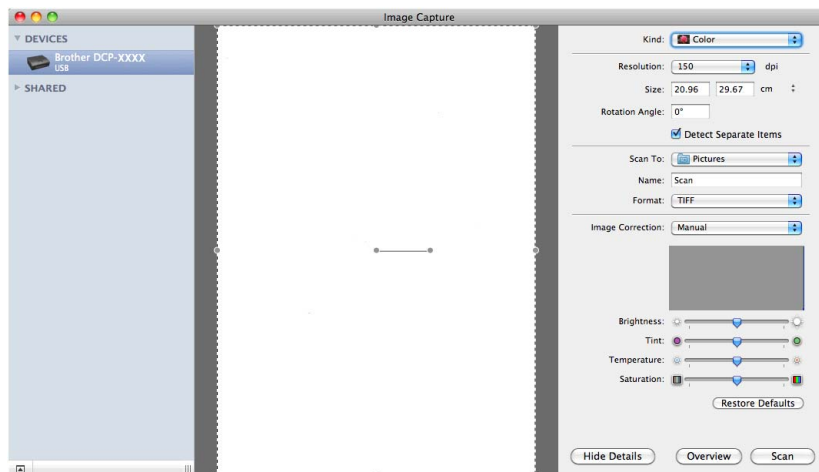 Image Capture
DEVICES
Brother DCP-XXXX
USB
SHARED
Kind: Color
Resolution: 150 dpi
Size: 20.96 29.67 cm
Rotation Angle: 0°
Detect Separate Items
Scan To: Pictures
Name: Scan
Format: TIFF
Image Correction: Manual
Brightness:
Tint:
Temperature:
Saturation:
Restore Defaults
Hide Details Overview Scan